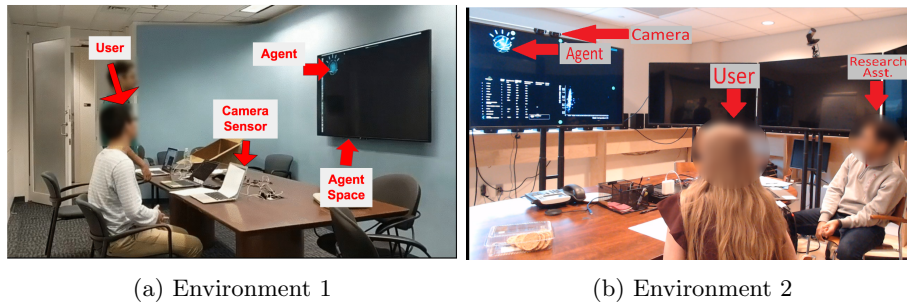 User
Agent
Camera
Sensor
Agent
Space
Camera
Agent
User
Research
Asst.
(a) Environment 1
(b) Environment 2